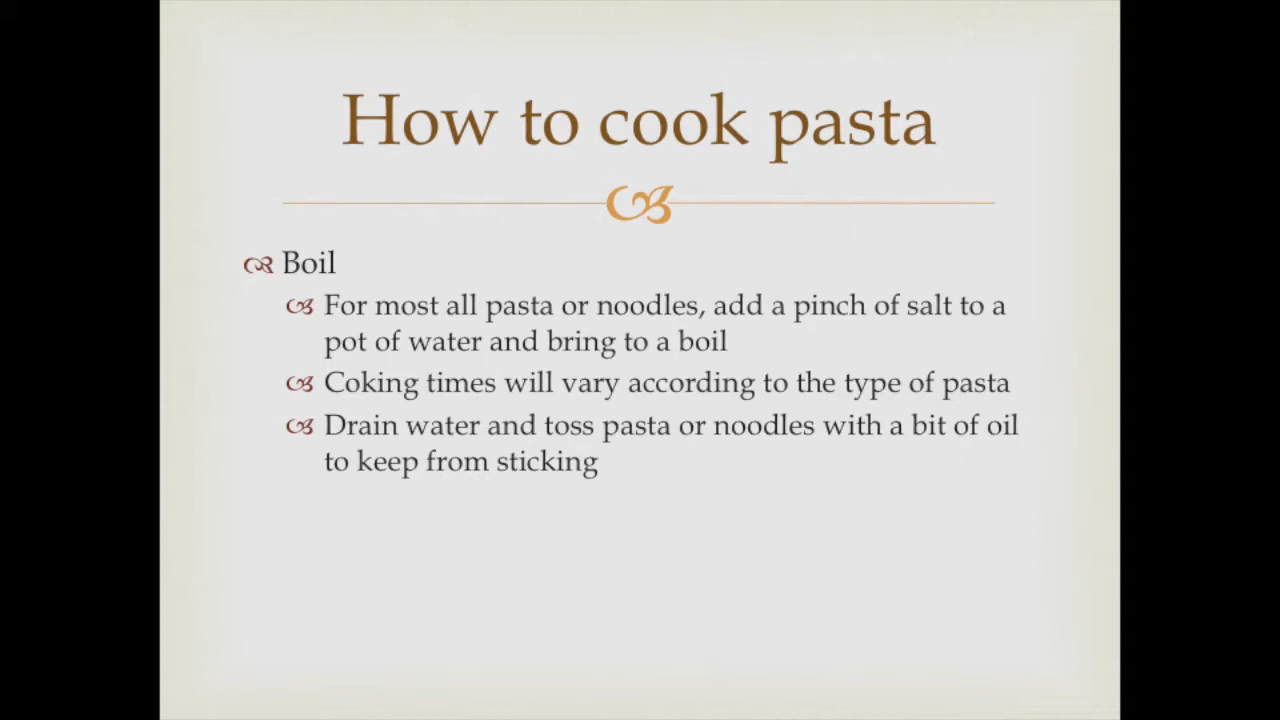 How to cook pasta
Boil
For most all pasta or noodles, add a pinch of salt to a
pot of water and bring to a boil
Coking times will vary according to the type of pasta
Drain water and toss pasta or noodles with a bit of oil
to keep from sticking